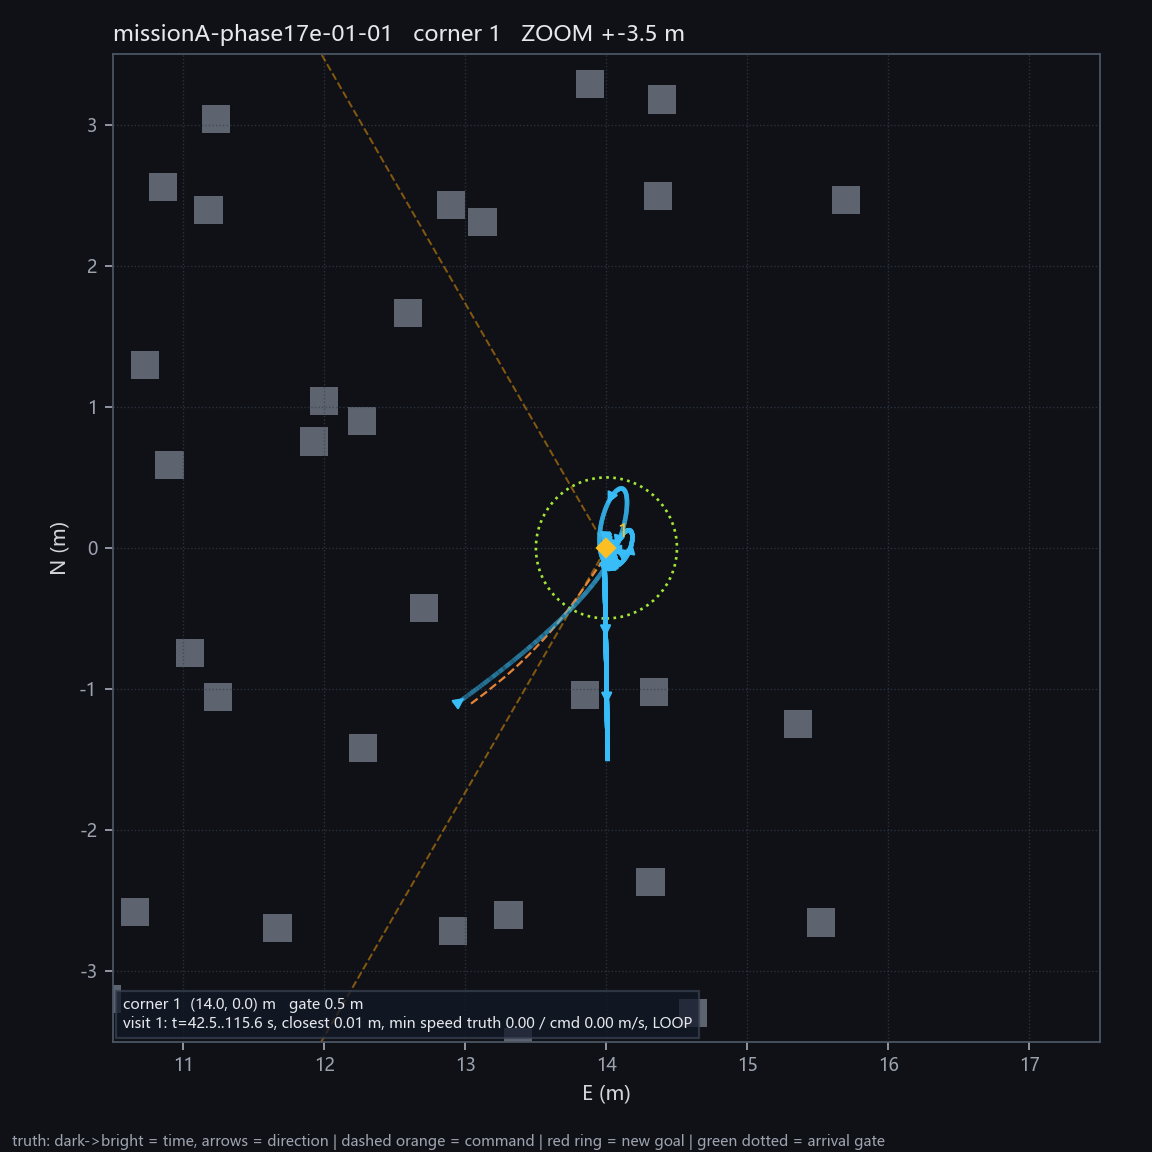 missionA-phase17e-01-01   corner 1   ZOOM +-3.5 m
3
2
1
0
-1
-2
-3
N (m)
1
corner 1  (14.0, 0.0) m   gate 0.5 m
visit 1: t=42.5..115.6 s, closest 0.01 m, min speed truth 0.00 / cmd 0.00 m/s, LOOP
11
12
13
14
15
16
17
E (m)
truth: dark->bright = time, arrows = direction | dashed orange = command | red ring = new goal | green dotted = arrival gate